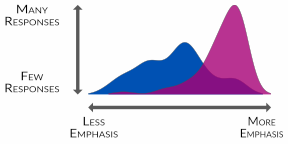 Many
Responses
Few
Responses
Less
Emphasis
More
Emphasis